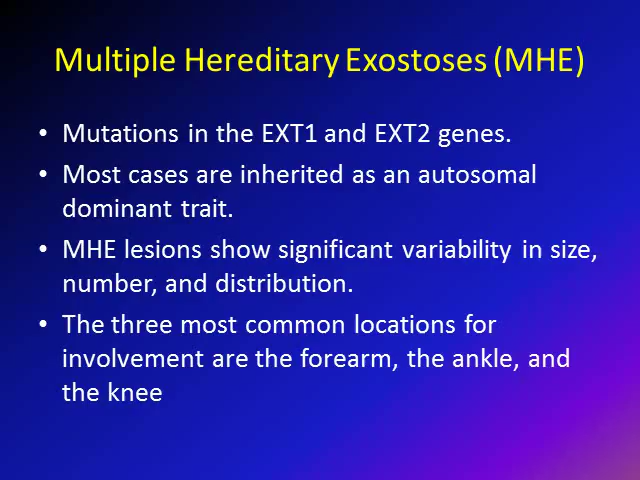 Multiple Hereditary Exostoses (MHE)
• Mutations in the EXT1 and EXT2 genes.
• Most cases are inherited as an autosomal
dominant trait.
• MHE lesions show significant variability in size,
number, and distribution.
• The three most common locations for
involvement are the forearm, the ankle, and
the knee